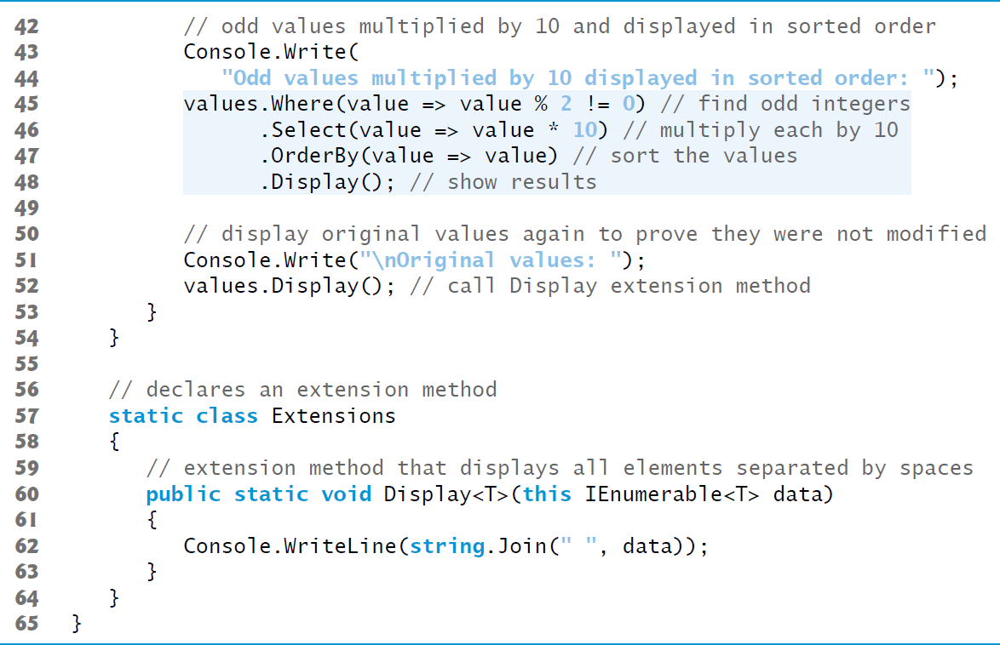 42 // odd values multiplied by 10 and displayed in sorted order
43 Console.Write(
44 "Odd values multiplied by 10 displayed in sorted order: ");
45 values.Where(value => value % 2 != 0) // find odd integers
46 .Select(value => value * 10) // multiply each by 10
47 .OrderBy(value => value) // sort the values
48 .Display(); // show results
49
50 // display original values again to prove they were not modified
51 Console.Write("\nOriginal values: ");
52 values.Display(); // call Display extension method
53 }
54 }
55
56 // declares an extension method
57 static class Extensions
58 {
59 // extension method that displays all elements separated by spaces
60 public static void Display<T>(this IEnumerable<T> data)
61 {
62 Console.WriteLine(string.Join(" ", data));
63 }
64 }
65 }